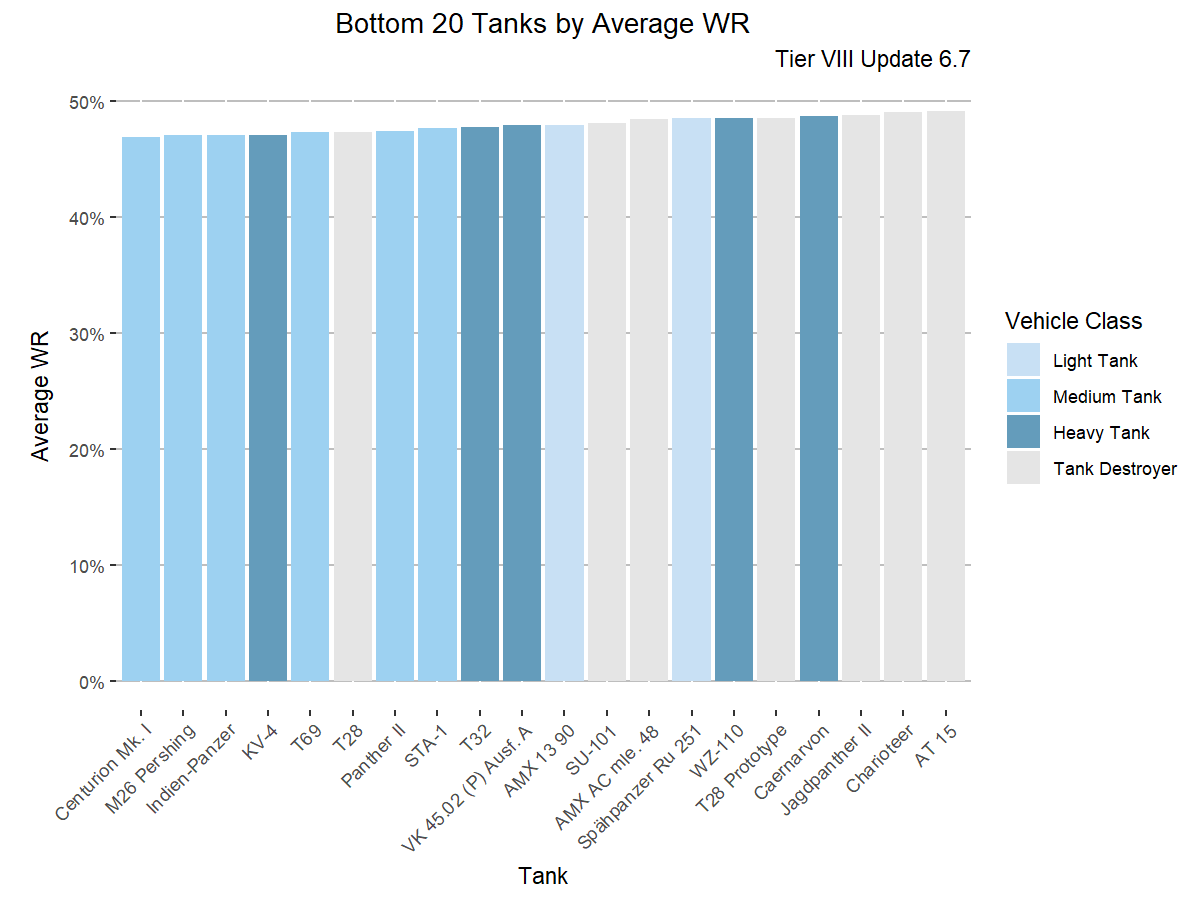 Bottom 20 Tanks by Average WR
Tier VIII Update 6.7
Average WR
50%
40%
30%
20%
10%
0%
Centurion Mk. I
M26 Pershing
Indien-Panzer
KV-4
T69
T28
Panther II
STA-1
T32
VK 45.02 (P) Ausf. A
AMX 13 90
SU-101
AMX AC mle. 48
Spähpanzer Ru 251
WZ-110
T28 Prototype
Caernarvon
Jagdpanther II
Charioteer
AT 15
Tank
Vehicle Class
Light Tank
Medium Tank
Heavy Tank
Tank Destroyer